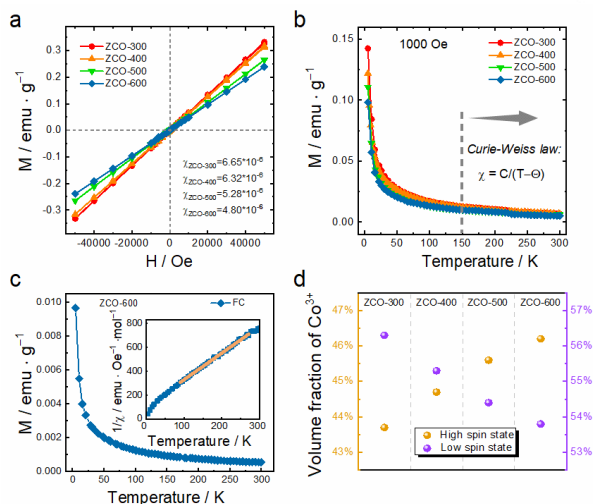 a
ZCO-300
ZCO-400
ZCO-500
ZCO-600
M / emu · g⁻¹
0.3
0.2
0.1
0.0
-0.1
-0.2
-0.3
χZCO-300=6.65*10⁻⁶
χZCO-400=6.32*10⁻⁶
χZCO-500=5.28*10⁻⁶
χZCO-600=4.80*10⁻⁶
-40000 -20000 0 20000 40000
H / Oe
b
1000 Oe
ZCO-300
ZCO-400
ZCO-500
ZCO-600
M / emu · g⁻¹
0.15
0.10
0.05
0.00
Curie-Weiss law:
χ = C/(T–Θ)
0 50 100 150 200 250 300
Temperature / K
c
ZCO-600
FC
M / emu · g⁻¹
0.010
0.008
0.006
0.004
0.002
0.000
1/χ / emu · Oe⁻¹ ·mol⁻¹
800
600
400
200
0
0 100 200 300
Temperature / K
0 50 100 150 200 250 300
Temperature / K
d
ZCO-300 ZCO-400 ZCO-500 ZCO-600
Volume fraction of Co³⁺
47%
46%
45%
44%
43%
57%
56%
55%
54%
53%
High spin state
Low spin state